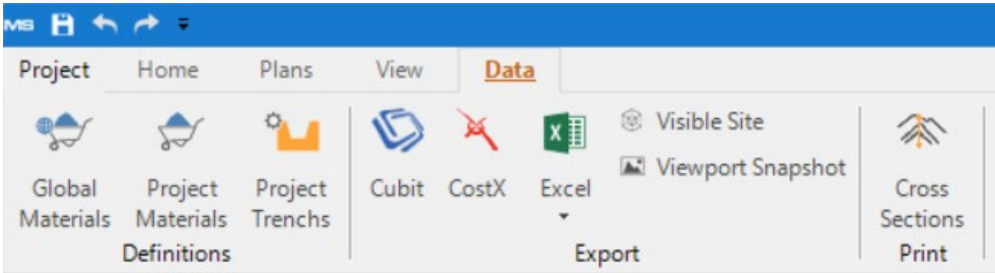 MS
Project Home Plans View Data
Global Materials
Project Materials
Project Trenchs
Cubit
CostX
Excel
Visible Site
Viewport Snapshot
Cross Sections
Definitions
Export
Print